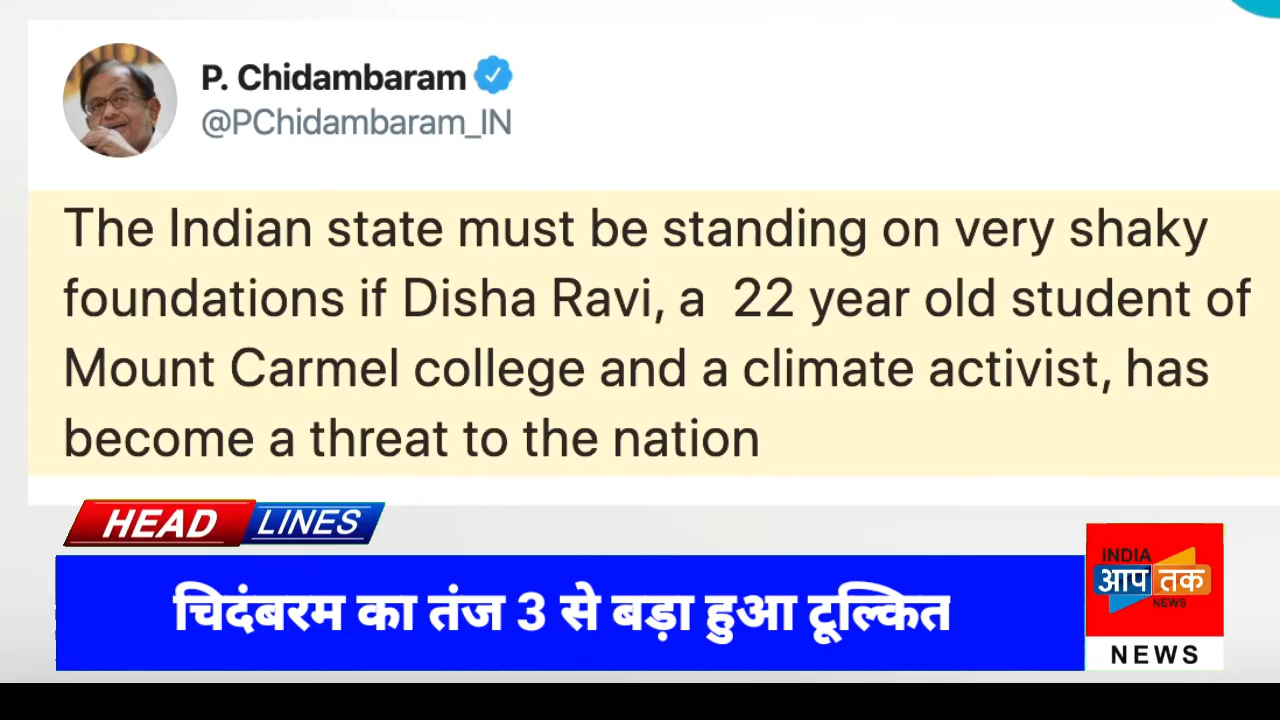 P. Chidambaram
@PChidambaram_IN
The Indian state must be standing on very shaky
foundations if Disha Ravi, a 22 year old student of
Mount Carmel college and a climate activist, has
become a threat to the nation
HEAD LINES
चिदंबरम का तंज 3 से बड़ा हुआ टूल्कित
INDIA
आप तक
NEWS
NEWS